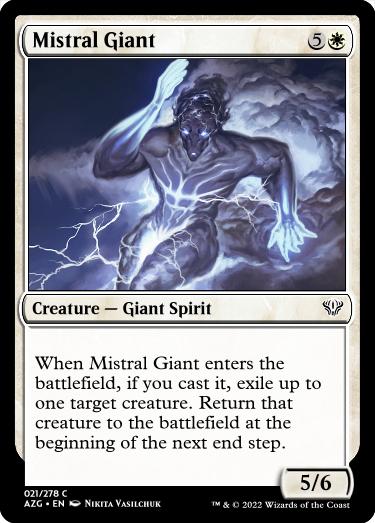 Mistral Giant 5
Creature — Giant Spirit
When Mistral Giant enters the
battlefield, if you cast it, exile up to
one target creature. Return that
creature to the battlefield at the
beginning of the next end step.
5/6
021/278 C
AZG • EN NIKITA VASILCHUK
™ & © 2022 Wizards of the Coast